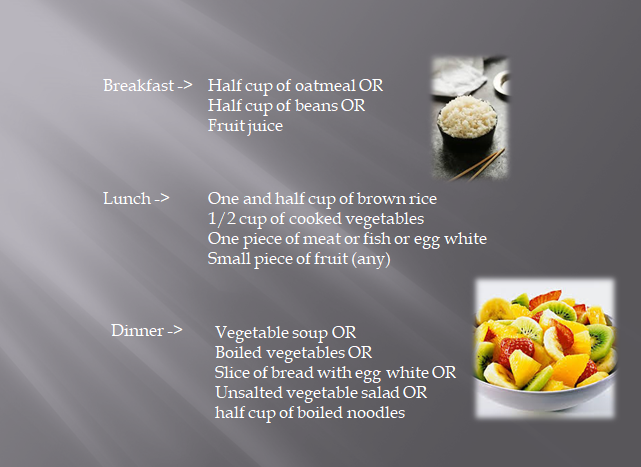 Breakfast -> Half cup of oatmeal OR
Half cup of beans OR
Fruit juice
Lunch -> One and half cup of brown rice
1/2 cup of cooked vegetables
One piece of meat or fish or egg white
Small piece of fruit (any)
Dinner -> Vegetable soup OR
Boiled vegetables OR
Slice of bread with egg white OR
Unsalted vegetable salad OR
half cup of boiled noodles